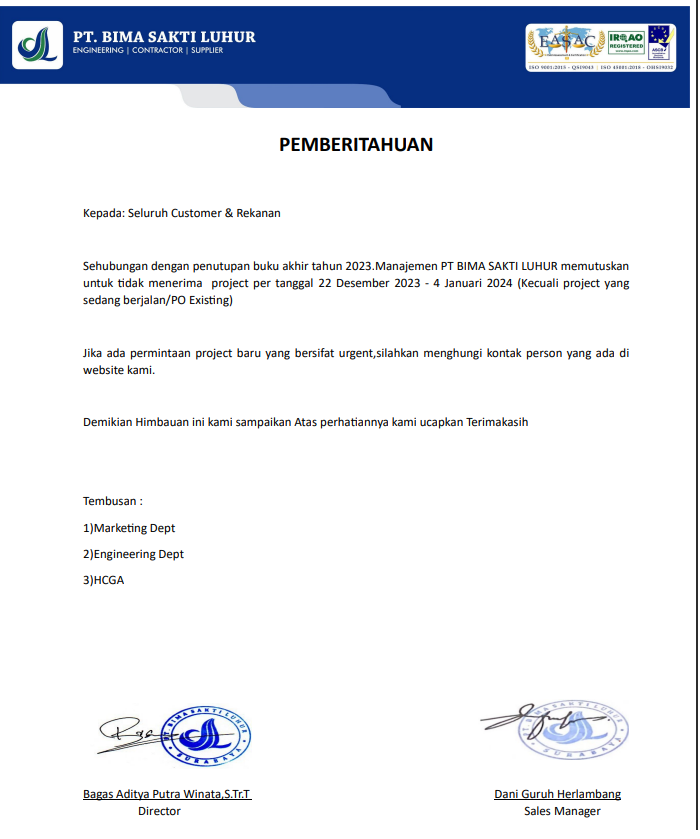 PT. BIMA SAKTI LUHUR
ENGINEERING | CONTRACTOR | SUPPLIER
EASAC
IRQAO
REGISTERED
ASCB
ISO 9001:2015 - QSI9043 | ISO 45001:2018 - OHSI9052
PEMBERITAHUAN
Kepada: Seluruh Customer & Rekanan
Sehubungan dengan penutupan buku akhir tahun 2023.Manajemen PT BIMA SAKTI LUHUR memutuskan
untuk tidak menerima project per tanggal 22 Desember 2023 - 4 Januari 2024 (Kecuali project yang
sedang berjalan/PO Existing)
Jika ada permintaan project baru yang bersifat urgent,silahkan menghungi kontak person yang ada di
website kami.
Demikian Himbauan ini kami sampaikan Atas perhatiannya kami ucapkan Terimakasih
Tembusan :
1)Marketing Dept
2)Engineering Dept
3)HCGA
PT BIMA SAKTI LUHUR
SURABAYA
PT BIMA SAKTI LUHUR
SURABAYA
Bagas Aditya Putra Winata,S.Tr.T
Director
Dani Guruh Herlambang
Sales Manager